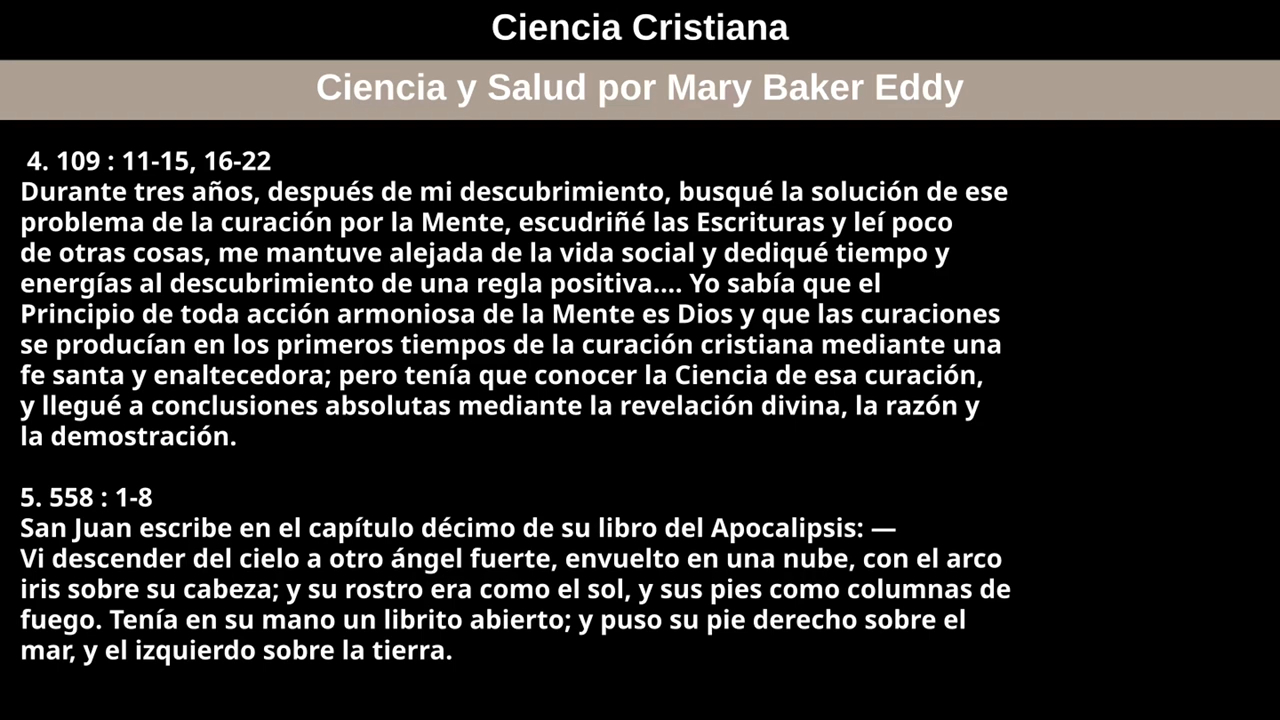 Ciencia Cristiana
Ciencia y Salud por Mary Baker Eddy
4. 109 : 11-15, 16-22
Durante tres años, después de mi descubrimiento, busqué la solución de ese
problema de la curación por la Mente, escudriñé las Escrituras y leí poco
de otras cosas, me mantuve alejada de la vida social y dediqué tiempo y
energías al descubrimiento de una regla positiva.... Yo sabía que el
Principio de toda acción armoniosa de la Mente es Dios y que las curaciones
se producían en los primeros tiempos de la curación cristiana mediante una
fe santa y enaltecedora; pero tenía que conocer la Ciencia de esa curación,
y llegué a conclusiones absolutas mediante la revelación divina, la razón y
la demostración.
5. 558 : 1-8
San Juan escribe en el capítulo décimo de su libro del Apocalipsis: —
Vi descender del cielo a otro ángel fuerte, envuelto en una nube, con el arco
iris sobre su cabeza; y su rostro era como el sol, y sus pies como columnas de
fuego. Tenía en su mano un librito abierto; y puso su pie derecho sobre el
mar, y el izquierdo sobre la tierra.